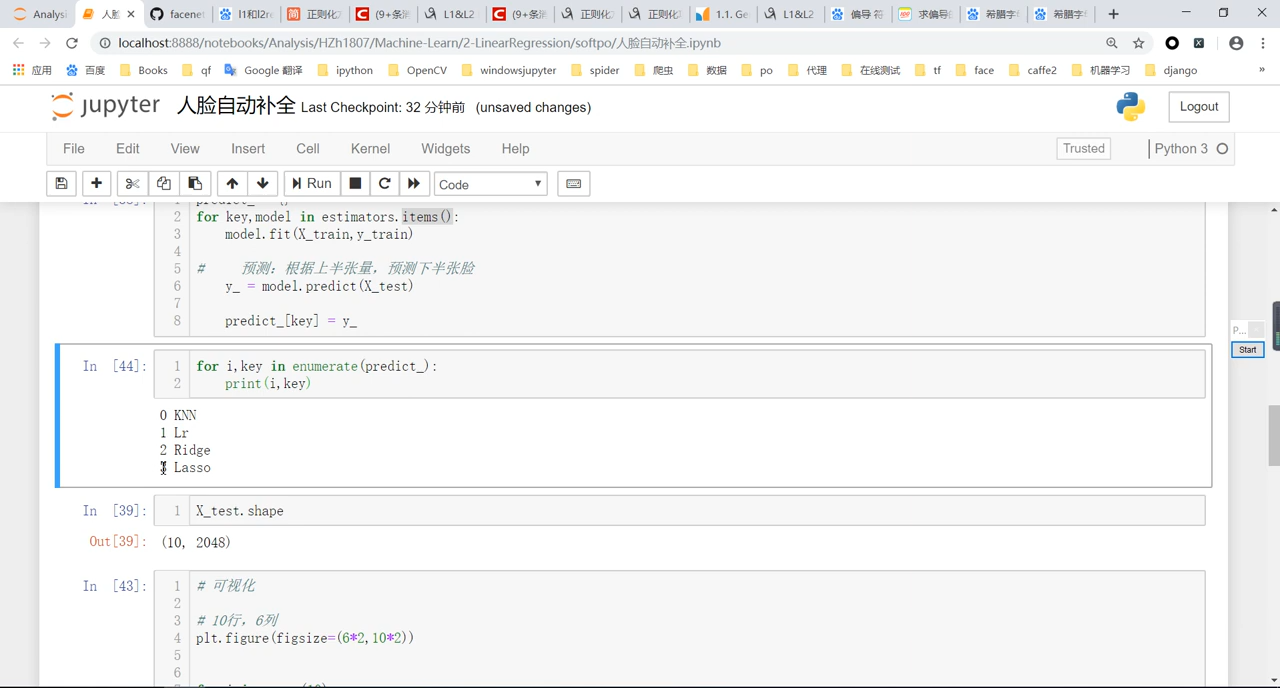 Analysi
人脸
facenet
l1和l2re
正则化方
(9+条消
L1&L2
(9+条消
正则化方
正则化方
1.1. Ge
L1&L2
偏导 符
求偏导
希腊字
希腊字
localhost:8888/notebooks/Analysis/HZh1807/Machine-Learn/2-LinearRegression/softpo/人脸自动补全.ipynb
应用 百度 Books qf Google 翻译 ipython OpenCV windowsjupyter spider 爬虫 数据 po 代理 在线测试 tf face caffe2 机器学习 django »
jupyter 人脸自动补全 Last Checkpoint: 32 分钟前 (unsaved changes) Logout
File Edit View Insert Cell Kernel Widgets Help Trusted Python 3
Run Code
2 for key,model in estimators.items():
3 model.fit(X_train,y_train)
4
5 # 预测：根据上半张量，预测下半张脸
6 y_ = model.predict(X_test)
7
8 predict_[key] = y_
P...
Start
In [44]: 1 for i,key in enumerate(predict_):
2 print(i,key)
0 KNN
1 Lr
2 Ridge
3 Lasso
In [39]: 1 X_test.shape
Out[39]: (10, 2048)
In [43]: 1 # 可视化
2
3 # 10行，6列
4 plt.figure(figsize=(6*2,10*2))
5
6